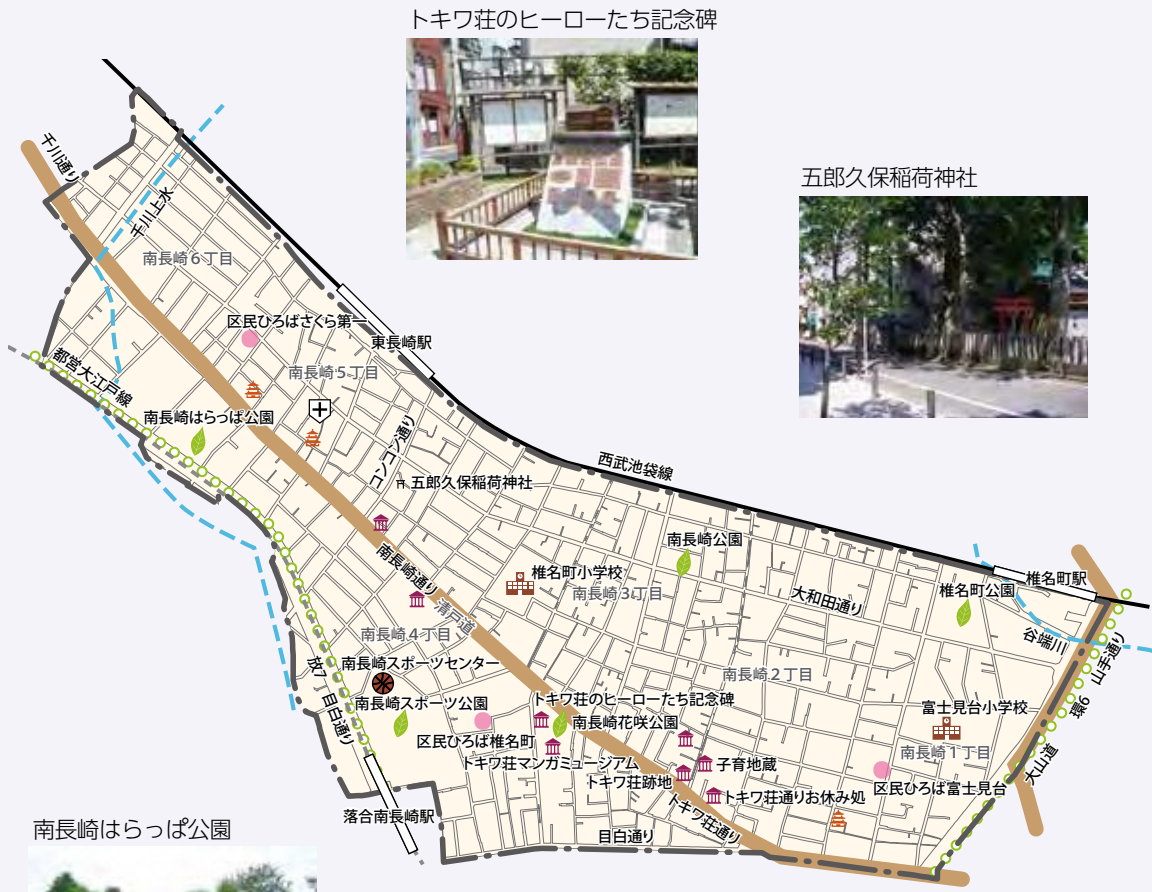 トキワ荘のヒーローたち記念碑
五郎久保稲荷神社
千川通り
千川上水
南長崎6丁目
区民ひろばさくら第一
東長崎駅
都営大江戸線
南長崎5丁目
南長崎はらっぱ公園
コンコン通り
五郎久保稲荷神社
西武池袋線
南長崎公園
南長崎通り
清戸道
椎名町小学校
南長崎3丁目
大和田通り
椎名町駅
椎名町公園
谷端川
山手通り
環6
南長崎4丁目
南長崎スポーツセンター
放7
目白通り
南長崎スポーツ公園
区民ひろば椎名町
トキワ荘のヒーローたち記念碑
南長崎花咲公園
トキワ荘マンガミュージアム
南長崎2丁目
富士見台小学校
南長崎1丁目
大山道
子育地蔵
トキワ荘跡地
トキワ荘通りお休み処
区民ひろば富士見台
トキワ荘通り
落合南長崎駅
目白通り
南長崎はらっぱ公園